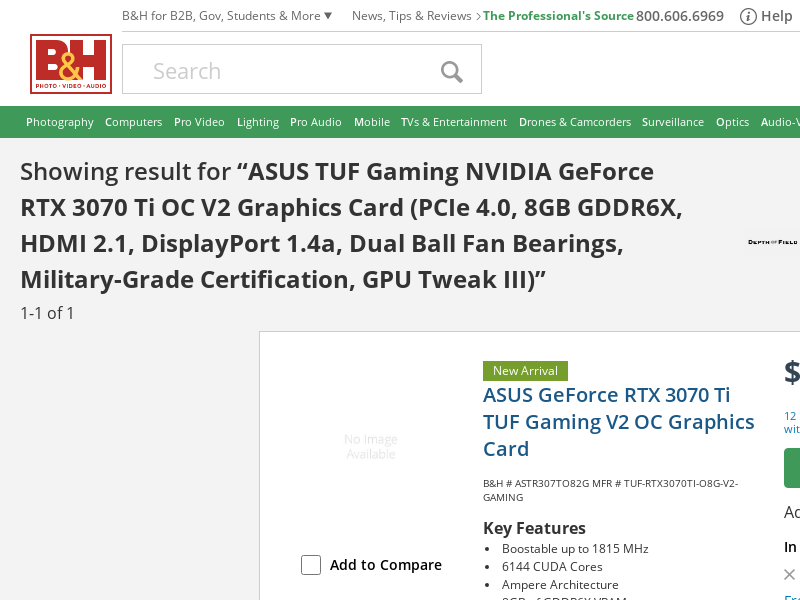 B&H for B2B, Gov, Students & More ▼ News, Tips & Reviews The Professional's Source 800.606.6969 Help
B&H
PHOTO · VIDEO · AUDIO
Search
Photography Computers Pro Video Lighting Pro Audio Mobile TVs & Entertainment Drones & Camcorders Surveillance Optics Audio-V
Showing result for “ASUS TUF Gaming NVIDIA GeForce
RTX 3070 Ti OC V2 Graphics Card (PCIe 4.0, 8GB GDDR6X,
HDMI 2.1, DisplayPort 1.4a, Dual Ball Fan Bearings,
Military-Grade Certification, GPU Tweak III)”
DEPTH OF FIELD
1-1 of 1
No Image
Available
Add to Compare
New Arrival
ASUS GeForce RTX 3070 Ti
TUF Gaming V2 OC Graphics
Card
B&H # ASTR307TO82G MFR # TUF-RTX3070TI-O8G-V2-
GAMING
Key Features
• Boostable up to 1815 MHz
• 6144 CUDA Cores
• Ampere Architecture
• 8GB of GDDR6X VRAM
$
12
wit
Ad
In
Fre